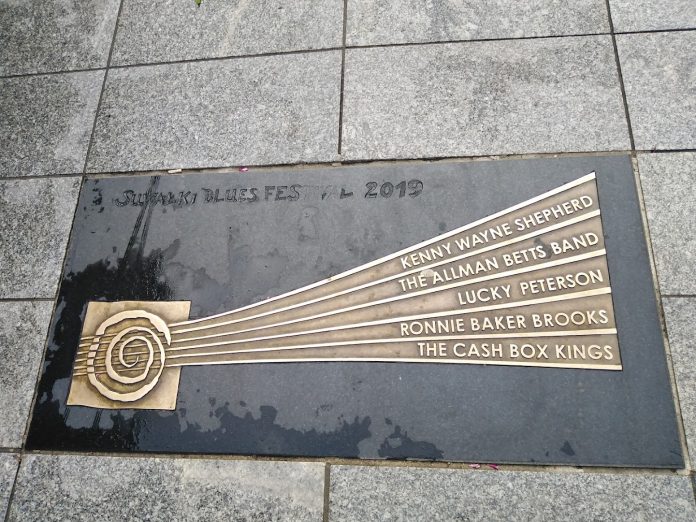 SUWAŁKI BLUES FESTIVAL 2019
KENNY WAYNE SHEPHERD
THE ALLMAN BETTS BAND
LUCKY PETERSON
RONNIE BAKER BROOKS
THE CASH BOX KINGS